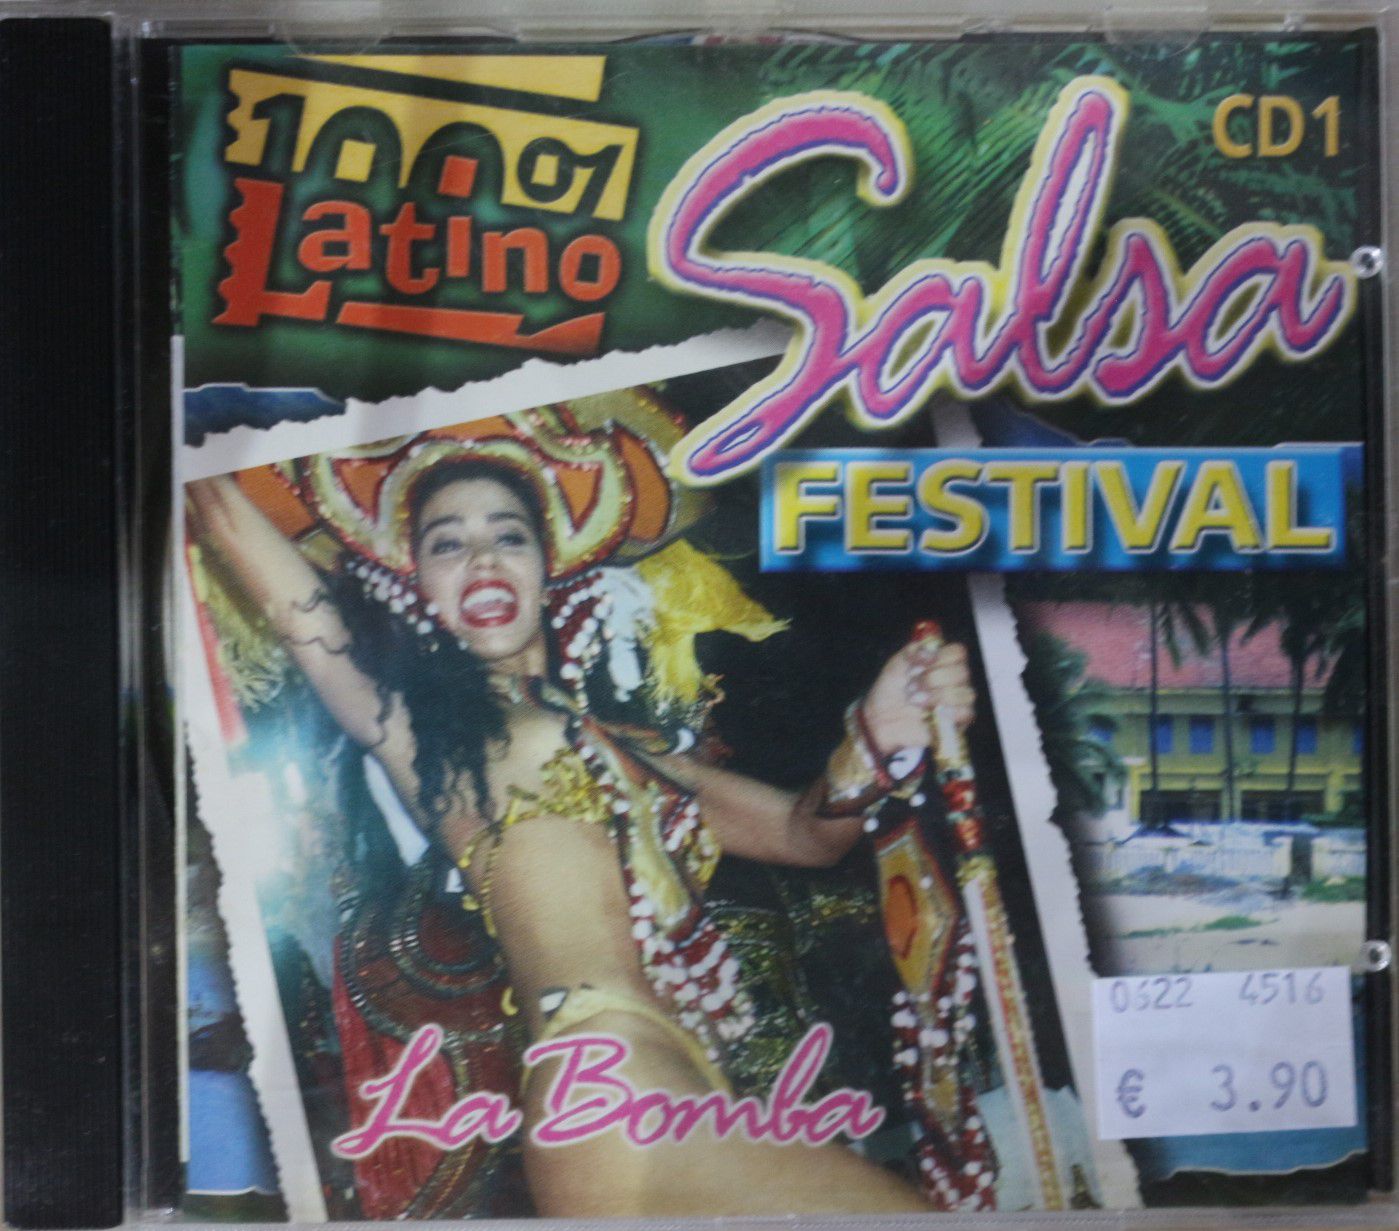 100%
Latino
Salsa
CD1
FESTIVAL
La Bomba
0622 4516
€ 3.90